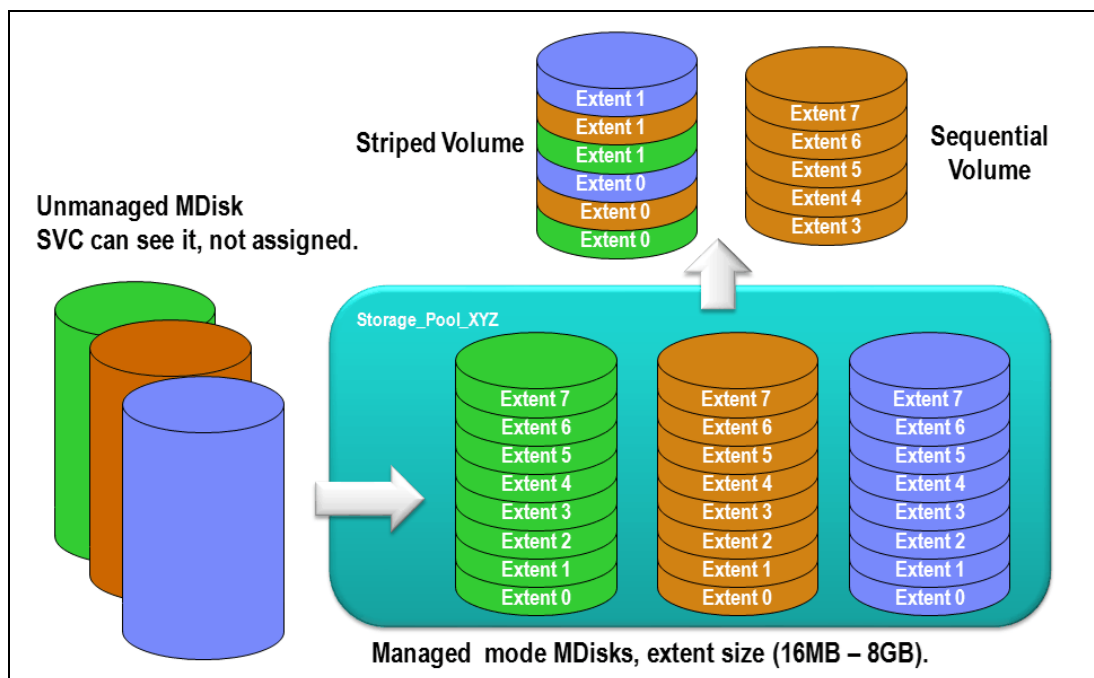 Extent 1
Extent 1
Extent 1
Extent 0
Extent 0
Extent 0
Striped Volume
Extent 7
Extent 6
Extent 5
Extent 4
Extent 3
Sequential
Volume
Unmanaged MDisk
SVC can see it, not assigned.
Storage_Pool_XYZ
Extent 7
Extent 6
Extent 5
Extent 4
Extent 3
Extent 2
Extent 1
Extent 0
Extent 7
Extent 6
Extent 5
Extent 4
Extent 3
Extent 2
Extent 1
Extent 0
Extent 7
Extent 6
Extent 5
Extent 4
Extent 3
Extent 2
Extent 1
Extent 0
Managed mode MDisks, extent size (16MB – 8GB).